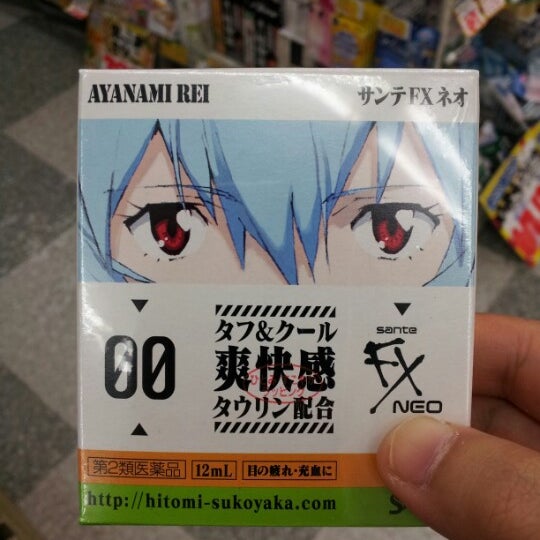 AYANAMI REI サンテFXネオ
00
タフ&クール
爽快感
タウリン配合
sante
FX
NEO
第2類医薬品 12mL 目の疲れ・充血に
http://hitomi-sukoyaka.com